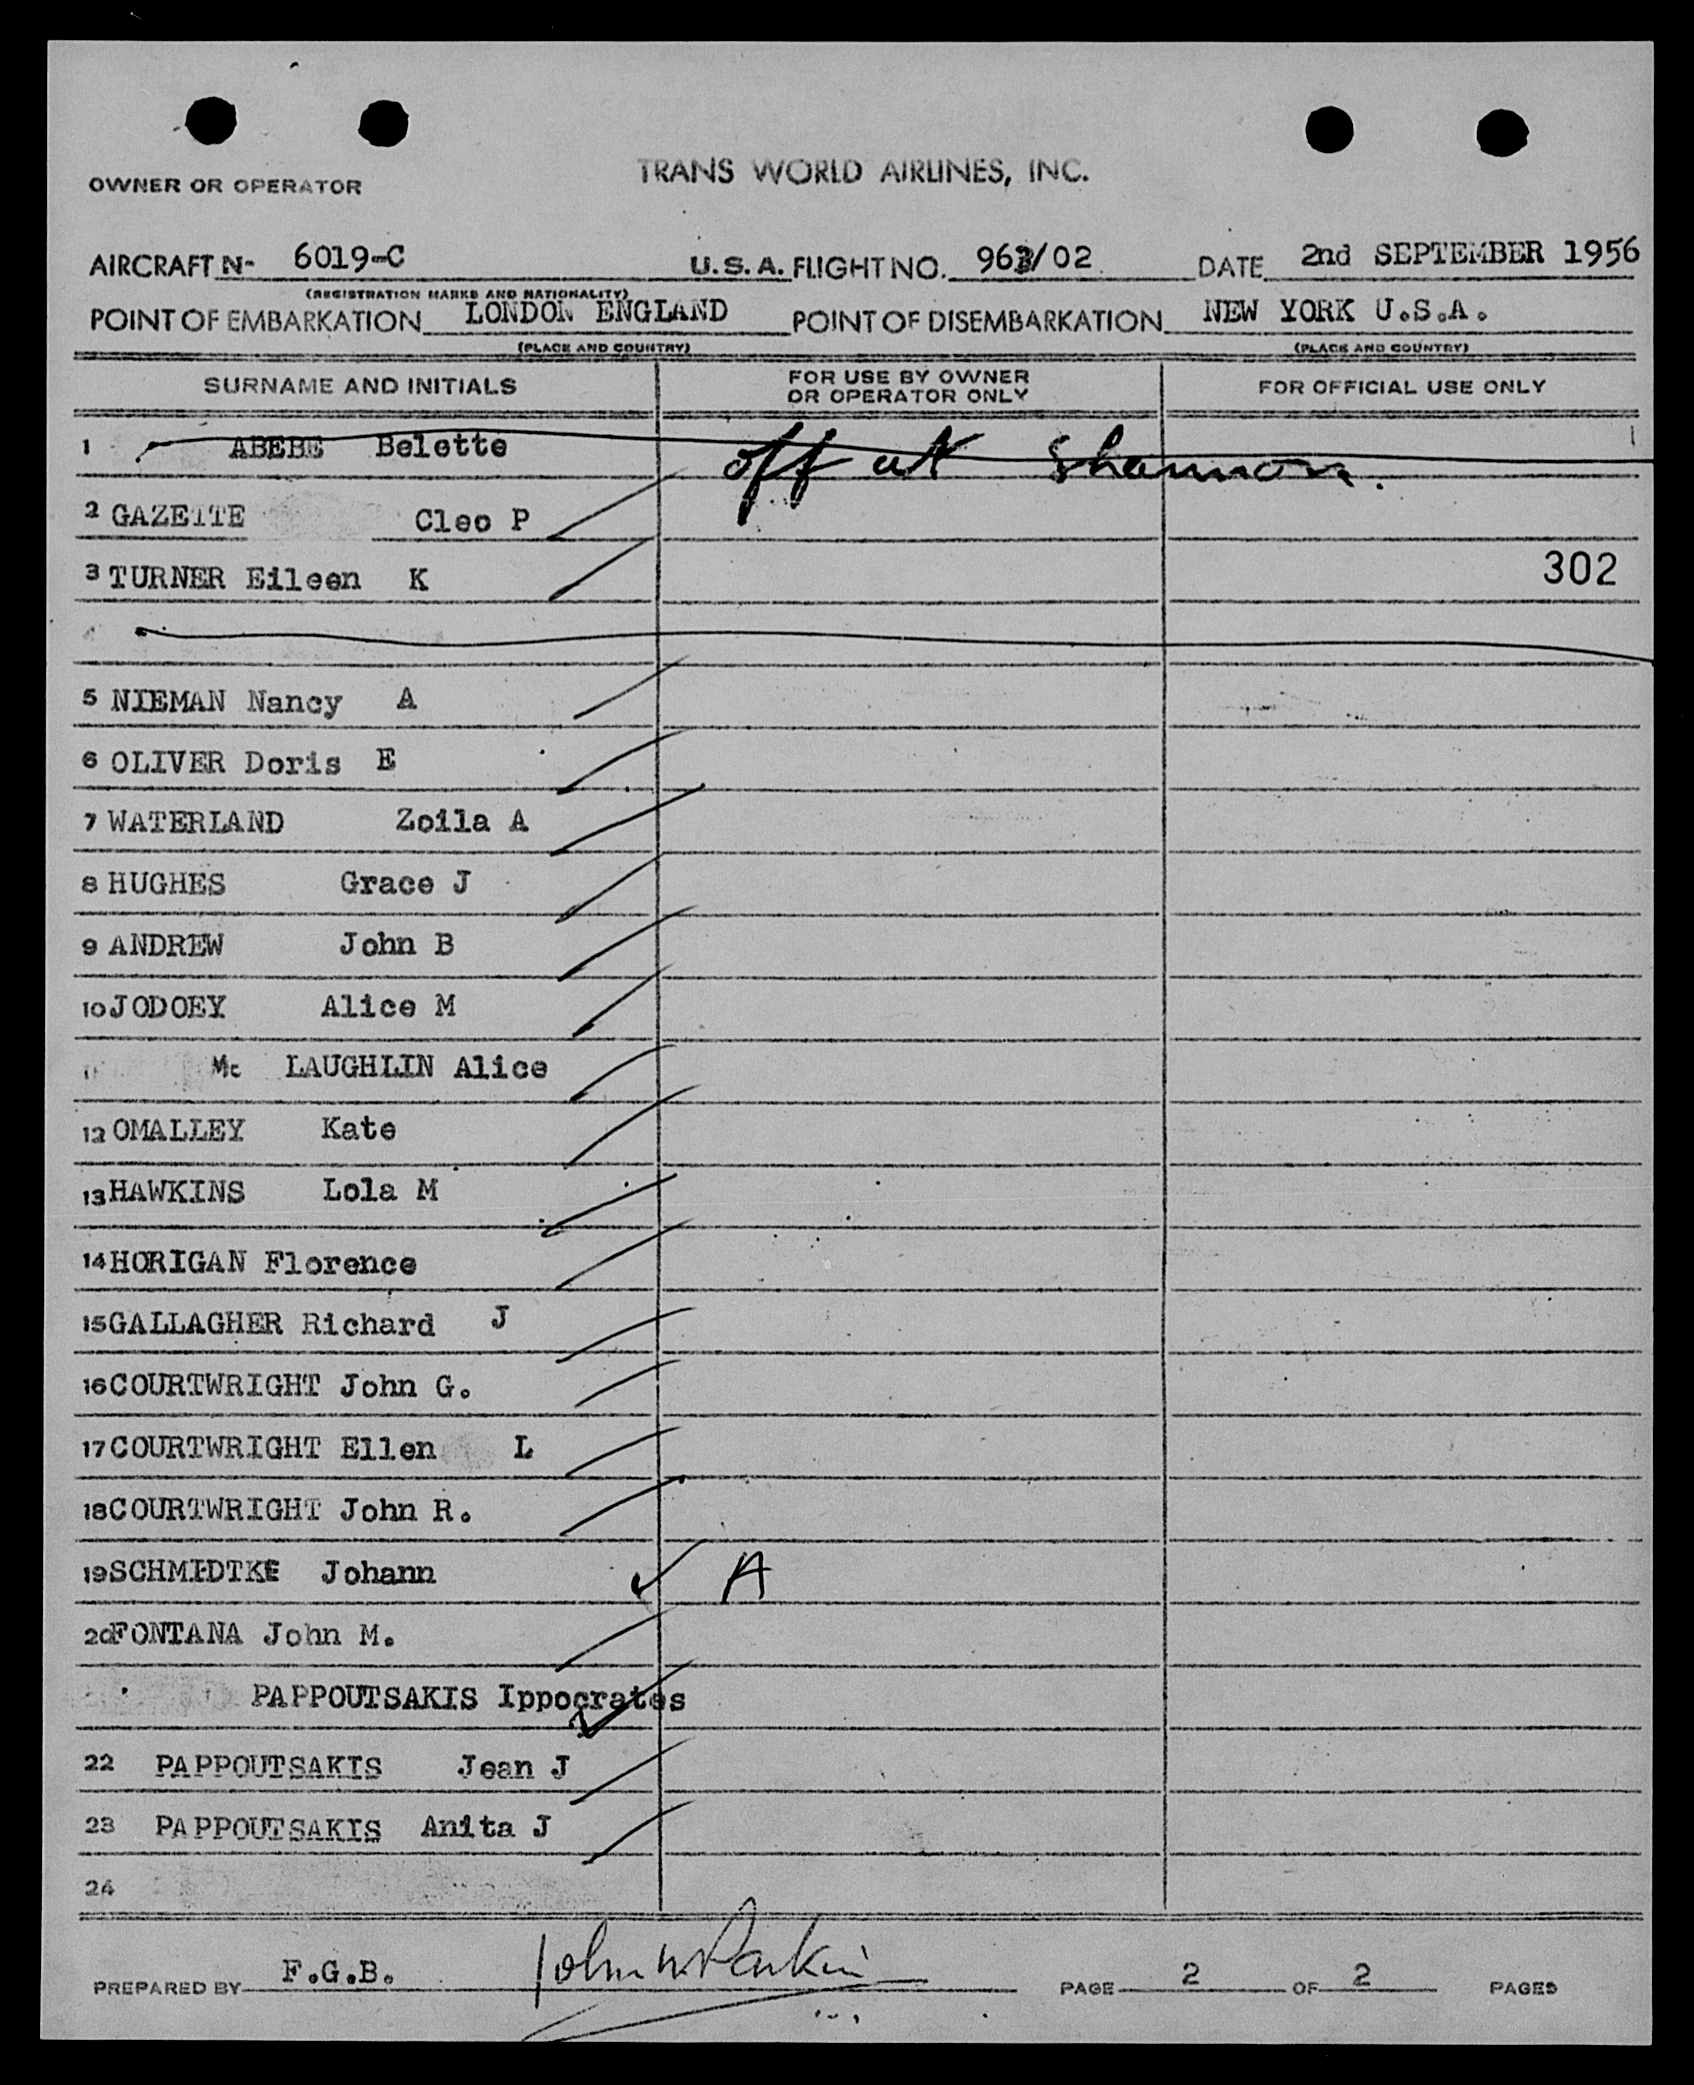 TRANS WORLD AIRLINES, INC.
OWNER OR OPERATOR
AIRCRAFT N- 6019-C U.S.A. FLIGHT NO. 963/02 DATE 2nd SEPTEMBER 1956
(REGISTRATION MARKS AND NATIONALITY)
POINT OF EMBARKATION LONDON ENGLAND POINT OF DISEMBARKATION NEW YORK U.S.A.
(PLACE AND COUNTRY) (PLACE AND COUNTRY)
SURNAME AND INITIALS FOR USE BY OWNER OR OPERATOR ONLY FOR OFFICIAL USE ONLY
1 ABEBE Belette off at Shannon.
2 GAZETTE Cleo P
3 TURNER Eileen K 302
4
5 NIEMAN Nancy A
6 OLIVER Doris E
7 WATERLAND Zoila A
8 HUGHES Grace J
9 ANDREW John B
10 JODOEY Alice M
Mc LAUGHLIN Alice
12 OMALLEY Kate
13 HAWKINS Lola M
14 HORIGAN Florence
15 GALLAGHER Richard J
16 COURTWRIGHT John G.
17 COURTWRIGHT Ellen L
18 COURTWRIGHT John R.
19 SCHMIDTKE Johann A
20 FONTANA John M.
PAPPOUTSAKIS Ippocrates
22 PAPPOUTSAKIS Jean J
23 PAPPOUTSAKIS Anita J
24
PREPARED BY F.G.B. John W Parkin PAGE 2 OF 2 PAGES